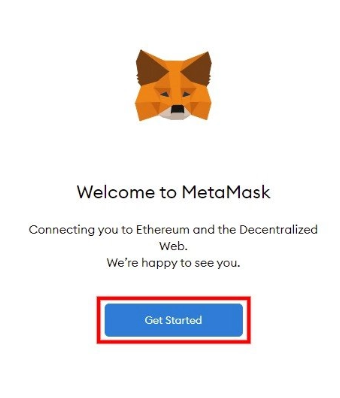 Welcome to MetaMask
Connecting you to Ethereum and the Decentralized
Web.
We’re happy to see you.
Get Started